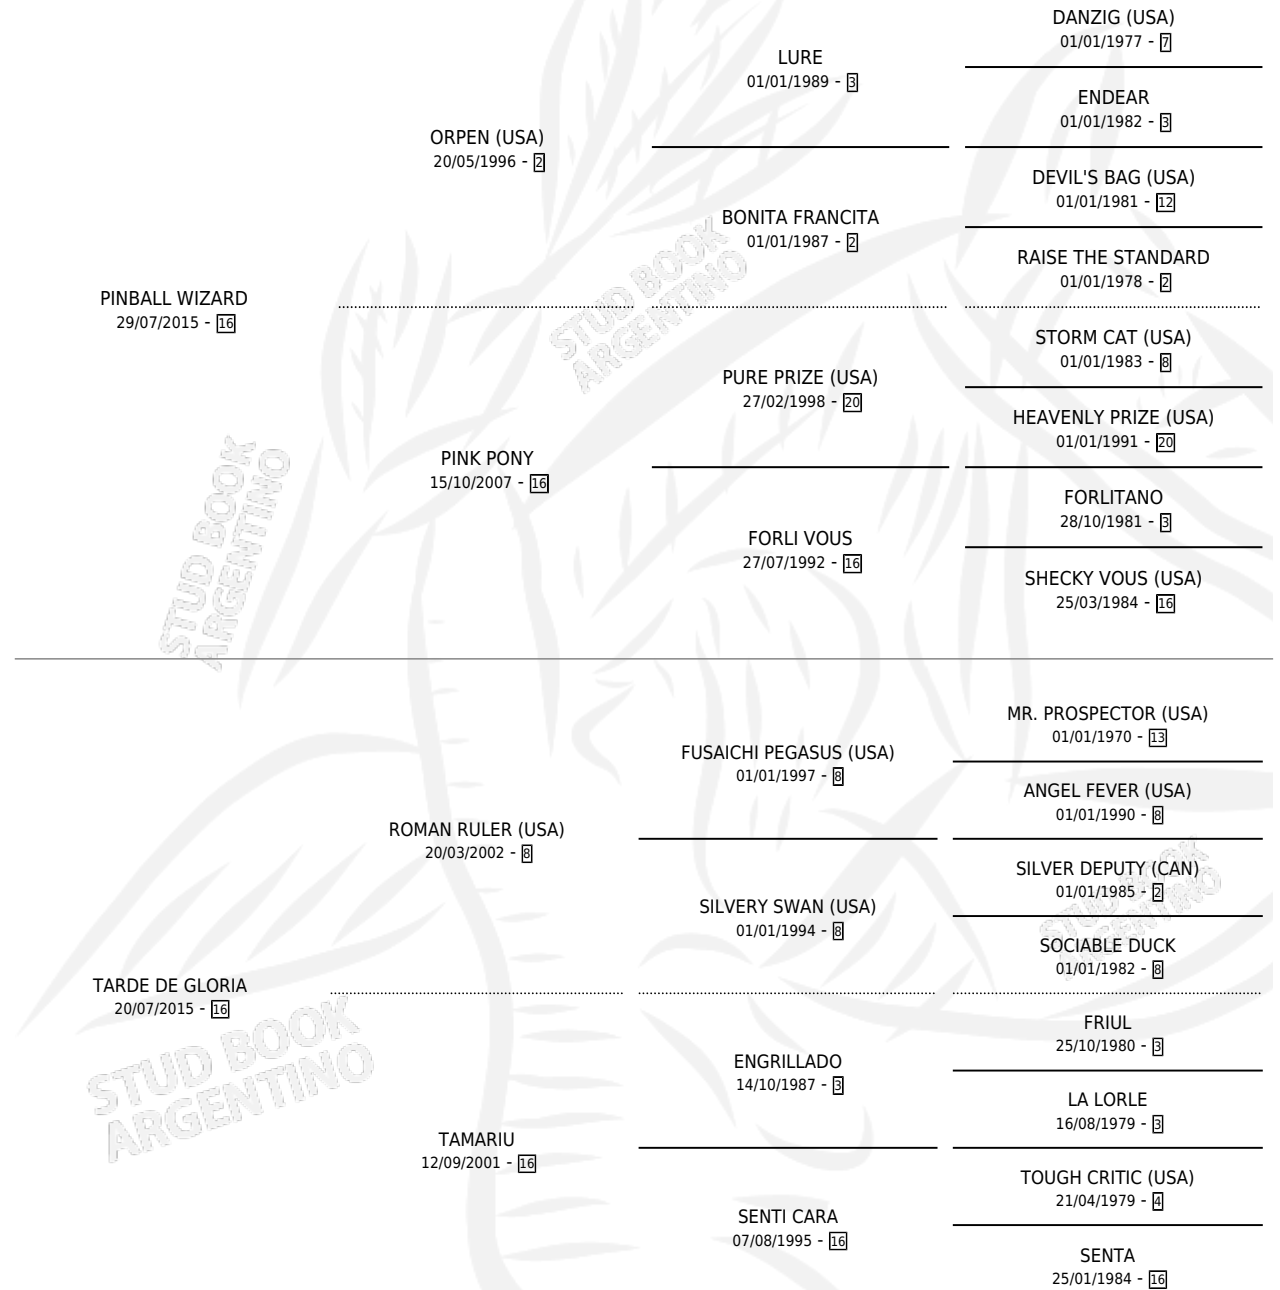 DANZIG (USA)
01/01/1977 - 7
LURE
01/01/1989 - 3
ENDEAR
01/01/1982 - 3
ORPEN (USA)
20/05/1996 - 2
DEVIL'S BAG (USA)
01/01/1981 - 12
BONITA FRANCITA
01/01/1987 - 2
RAISE THE STANDARD
01/01/1978 - 2
PINBALL WIZARD
29/07/2015 - 16
STUD BOOK
ARGENTINO
STORM CAT (USA)
01/01/1983 - 8
PURE PRIZE (USA)
27/02/1998 - 20
HEAVENLY PRIZE (USA)
01/01/1991 - 20
PINK PONY
15/10/2007 - 16
FORLITANO
28/10/1981 - 3
FORLI VOUS
27/07/1992 - 16
SHECKY VOUS (USA)
25/03/1984 - 16
STUD BOOK
ARGENTINO
MR. PROSPECTOR (USA)
01/01/1970 - 13
FUSAICHI PEGASUS (USA)
01/01/1997 - 8
ANGEL FEVER (USA)
01/01/1990 - 8
ROMAN RULER (USA)
20/03/2002 - 8
SILVER DEPUTY (CAN)
01/01/1985 - 2
SILVERY SWAN (USA)
01/01/1994 - 8
SOCIABLE DUCK
01/01/1982 - 8
STUD BOOK
ARGENTINO
TARDE DE GLORIA
20/07/2015 - 16
STUD BOOK
ARGENTINO
FRIUL
25/10/1980 - 3
ENGRILLADO
14/10/1987 - 3
LA LORLE
16/08/1979 - 3
TAMARIU
12/09/2001 - 16
TOUGH CRITIC (USA)
21/04/1979 - 4
SENTI CARA
07/08/1995 - 16
SENTA
25/01/1984 - 16